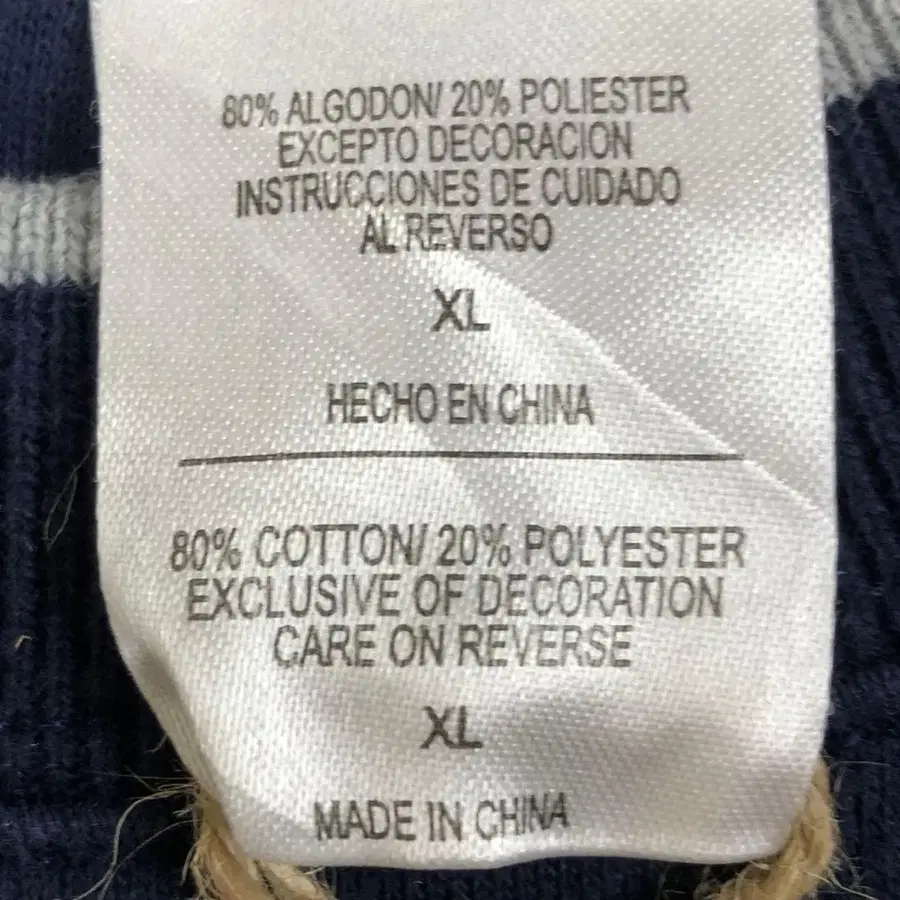 80% ALGODON/ 20% POLIESTER
EXCEPTO DECORACION
INSTRUCCIONES DE CUIDADO
AL REVERSO
XL
HECHO EN CHINA
80% COTTON/ 20% POLYESTER
EXCLUSIVE OF DECORATION
CARE ON REVERSE
XL
MADE IN CHINA